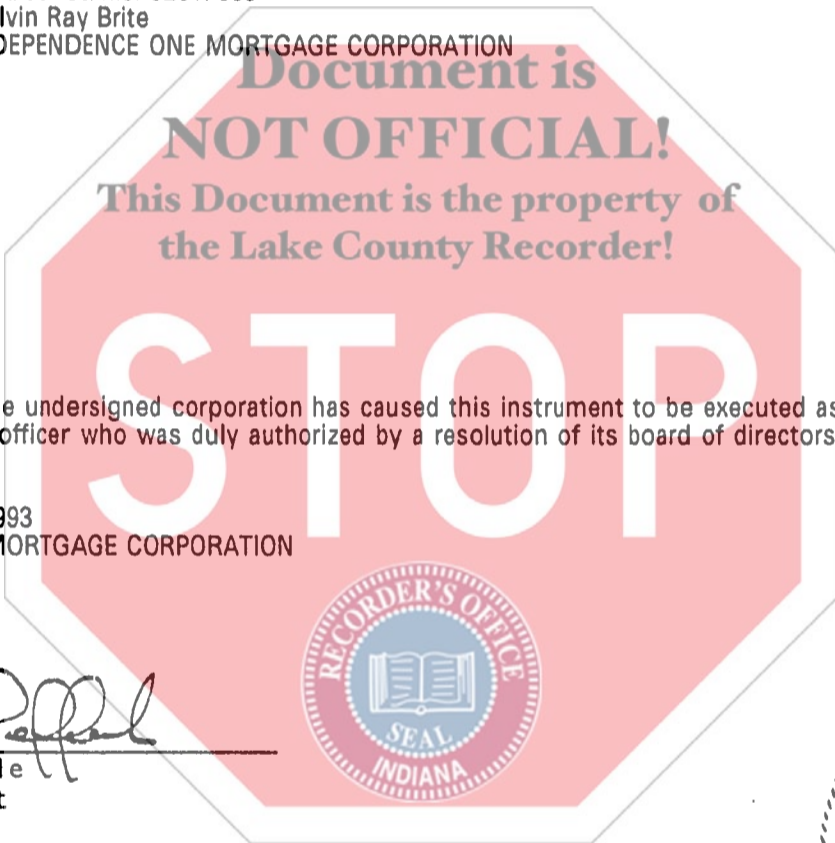 lvin Ray Brite
DEPENDENCE ONE MORTGAGE CORPORATION
Document is
NOT OFFICIAL!
This Document is the property of
the Lake County Recorder!
STOP
e undersigned corporation has caused this instrument to be executed as
officer who was duly authorized by a resolution of its board of directors
993
MORTGAGE CORPORATION
RECORDER'S OFFICE
SEAL
INDIANA
e
t